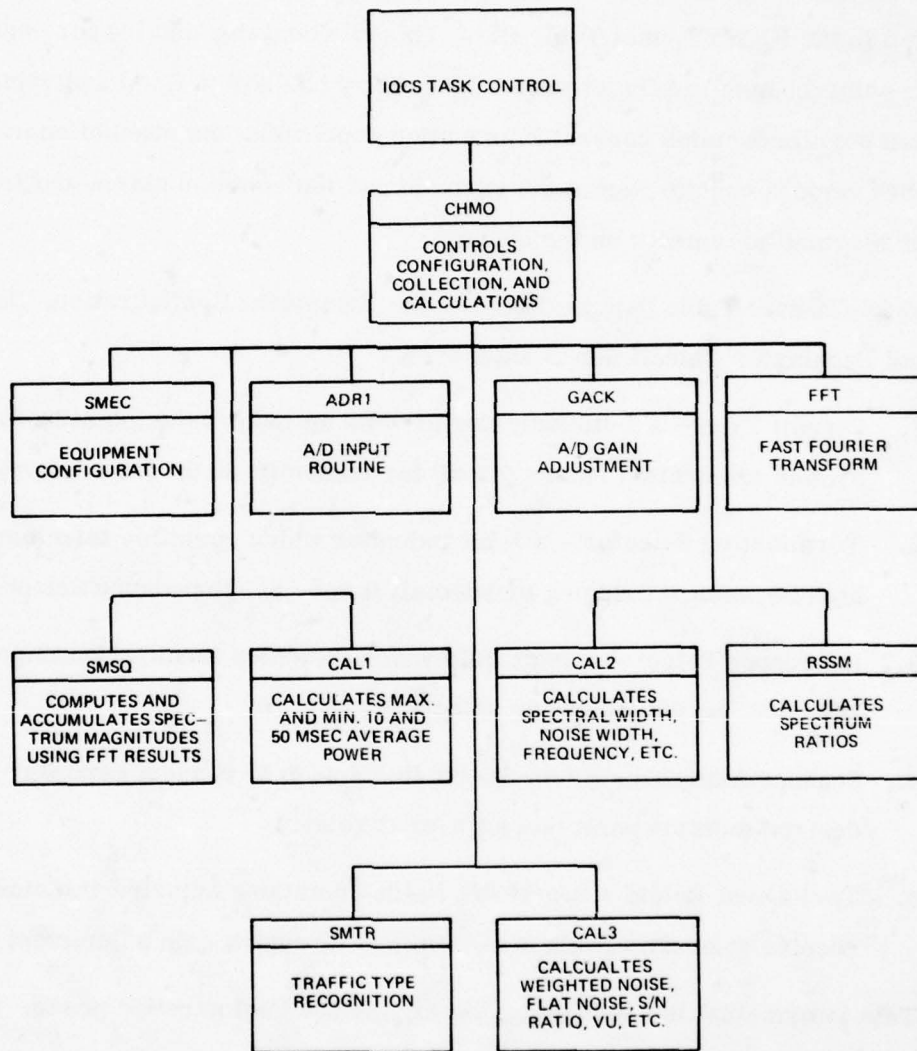 IQCS TASK CONTROL
CHMO
CONTROLS
CONFIGURATION,
COLLECTION, AND
CALCULATIONS
SMEC
EQUIPMENT
CONFIGURATION
ADR1
A/D INPUT
ROUTINE
GACK
A/D GAIN
ADJUSTMENT
FFT
FAST FOURIER
TRANSFORM
SMSQ
COMPUTES AND
ACCUMULATES SPEC-
TRUM MAGNITUDES
USING FFT RESULTS
CAL1
CALCULATES MAX.
AND MIN. 10 AND
50 MSEC AVERAGE
POWER
CAL2
CALCULATES
SPECTRAL WIDTH,
NOISE WIDTH,
FREQUENCY, ETC.
RSSM
CALCULATES
SPECTRUM
RATIOS
SMTR
TRAFFIC TYPE
RECOGNITION
CAL3
CALCUALTES
WEIGHTED NOISE,
FLAT NOISE, S/N
RATIO, VU, ETC.